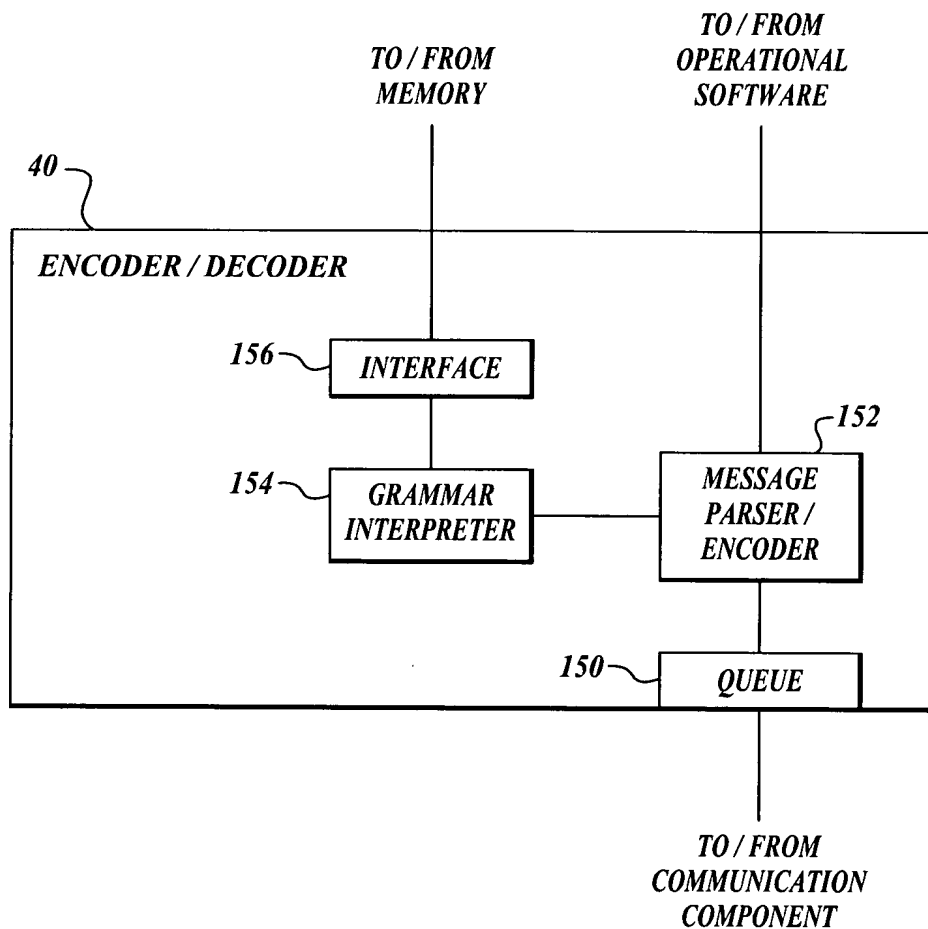 TO / FROM
OPERATIONAL
SOFTWARE
TO / FROM
MEMORY
40
ENCODER / DECODER
156
INTERFACE
152
154
GRAMMAR
INTERPRETER
MESSAGE
PARSER /
ENCODER
150
QUEUE
TO / FROM
COMMUNICATION
COMPONENT